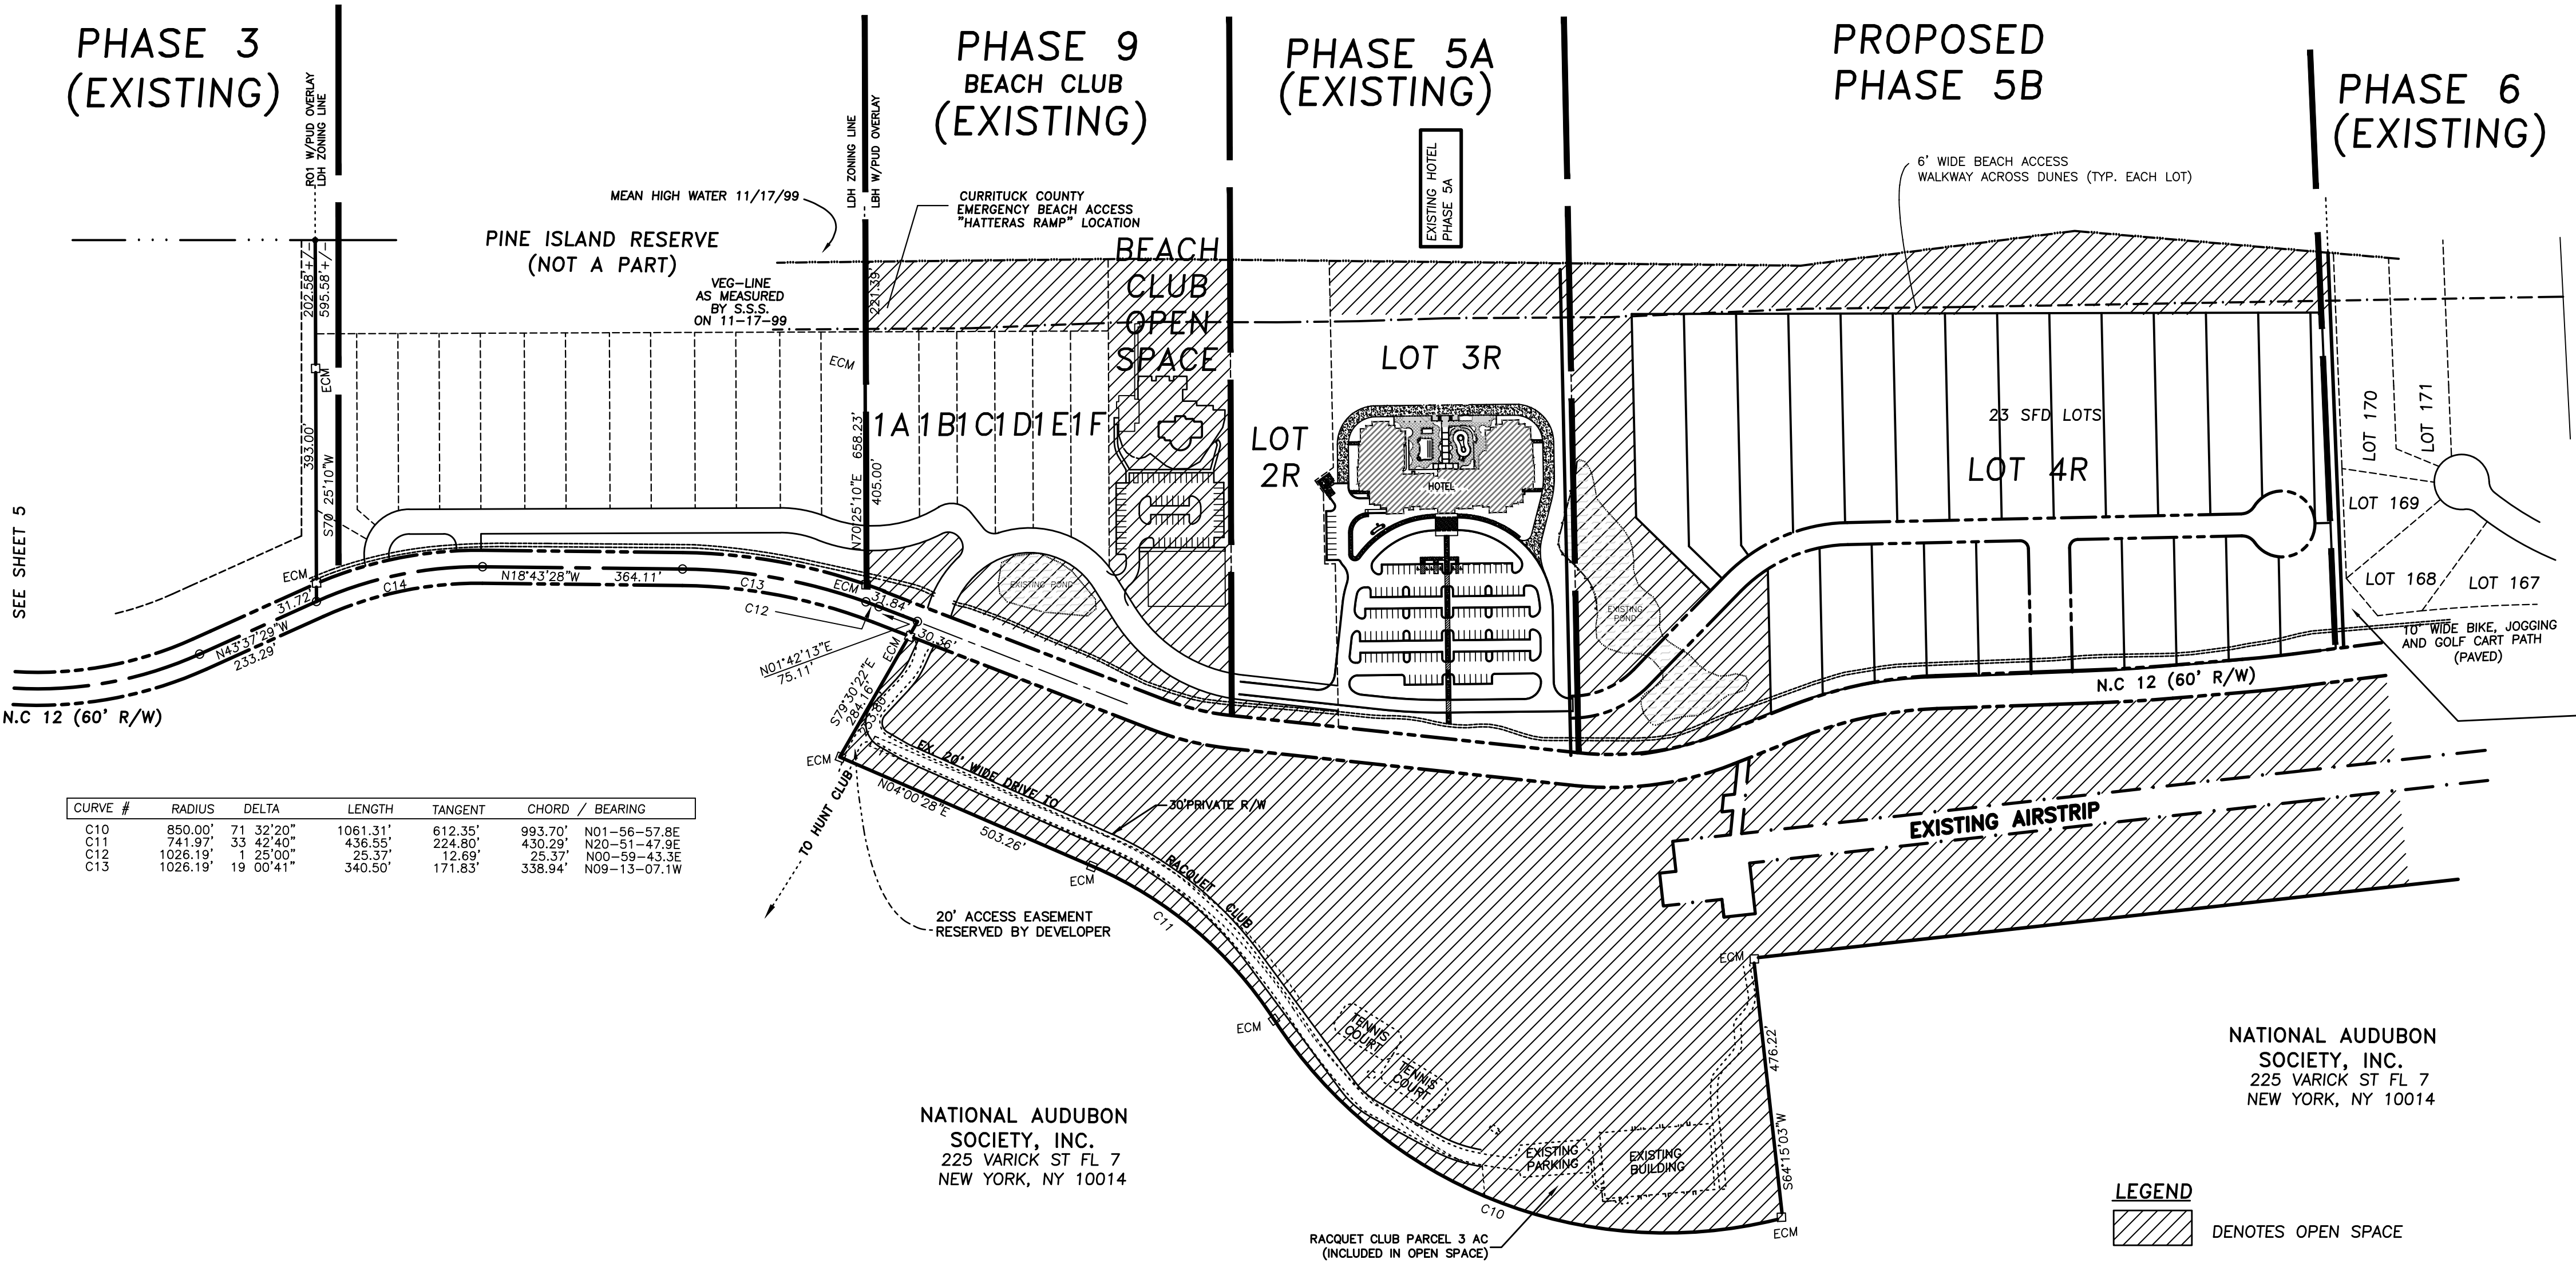 PHASE 3
(EXISTING)
R01 W/PUD OVERLAY
LDH ZONING LINE
LDH ZONING LINE
LBH W/PUD OVERLAY
PHASE 9
BEACH CLUB
(EXISTING)
PHASE 5A
(EXISTING)
EXISTING HOTEL
PHASE 5A
PROPOSED
PHASE 5B
PHASE 6
(EXISTING)
6' WIDE BEACH ACCESS
WALKWAY ACROSS DUNES (TYP. EACH LOT)
MEAN HIGH WATER 11/17/99
CURRITUCK COUNTY
EMERGENCY BEACH ACCESS
"HATTERAS RAMP" LOCATION
PINE ISLAND RESERVE
(NOT A PART)
VEG-LINE
AS MEASURED
BY S.S.S.
ON 11-17-99
202.58'+/-
595.58'+/-
221.39'
BEACH
CLUB
OPEN
SPACE
ECM
ECM
393.00'
S70 25'10"W
N70°25'10"E 658.23'
405.00'
1A 1B 1C 1D 1E 1F
LOT
2R
LOT 3R
HOTEL
23 SFD LOTS
LOT 4R
LOT 170
LOT 171
LOT 169
LOT 168
LOT 167
SEE SHEET 5
ECM
31.72'
C14
N18°43'28"W 364.11'
C13
ECM
31.84'
C12
EXISTING POND
EXISTING
POND
N43°37'29"W
233.29'
N01°42'13"E
75.11'
30.36'
ECM
S79°30'22"E
284.16'
253.80'
10' WIDE BIKE, JOGGING
AND GOLF CART PATH
(PAVED)
N.C 12 (60' R/W)
N.C 12 (60' R/W)
ECM
TO HUNT CLUB
EX. 20' WIDE DRIVE TO
RACQUET
CLUB
30'PRIVATE R/W
N04°00'28"E
503.26'
ECM
EXISTING AIRSTRIP
CURVE # RADIUS DELTA LENGTH TANGENT CHORD / BEARING
C10 850.00' 71 32'20" 1061.31' 612.35' 993.70' N01-56-57.8E
C11 741.97' 33 42'40" 436.55' 224.80' 430.29' N20-51-47.9E
C12 1026.19' 1 25'00" 25.37' 12.69' 25.37' N00-59-43.3E
C13 1026.19' 19 00'41" 340.50' 171.83' 338.94' N09-13-07.1W
20' ACCESS EASEMENT
RESERVED BY DEVELOPER
C11
ECM
ECM
TENNIS
COURT
TENNIS
COURT
476.22'
S64°15'03"W
EXISTING
PARKING
EXISTING
BUILDING
C10
ECM
RACQUET CLUB PARCEL 3 AC
(INCLUDED IN OPEN SPACE)
NATIONAL AUDUBON
SOCIETY, INC.
225 VARICK ST FL 7
NEW YORK, NY 10014
NATIONAL AUDUBON
SOCIETY, INC.
225 VARICK ST FL 7
NEW YORK, NY 10014
LEGEND
DENOTES OPEN SPACE